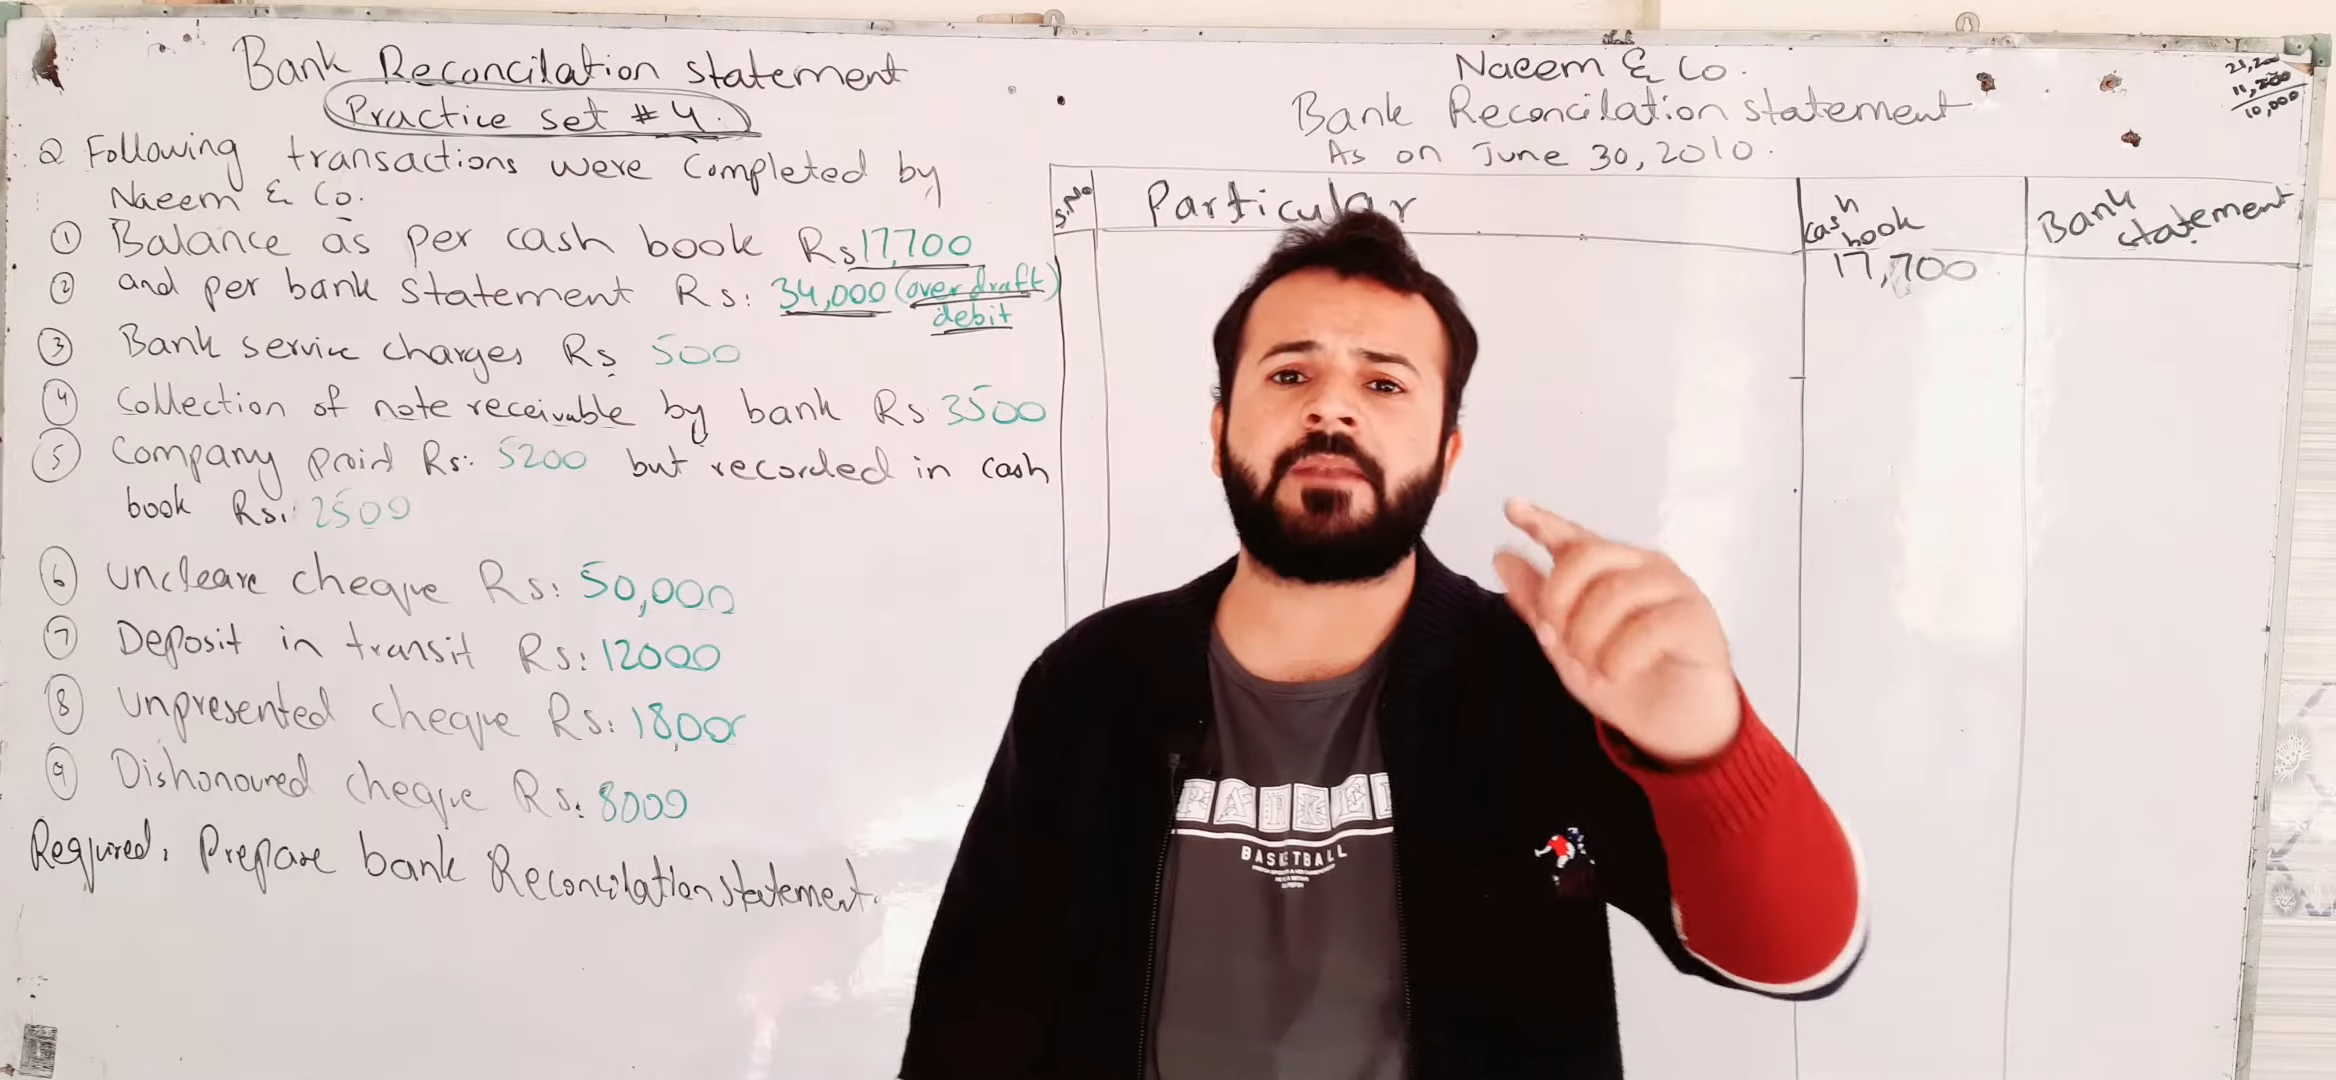 Bank Reconcilation statement
Practice set #4.
Q Following transactions were completed by
Naeem & Co.
① Balance as per cash book Rs 17,700
② and per bank statement Rs: 34,000 (overdraft)
debit
③ Bank service charges Rs 500
④ Collection of note receivable by bank Rs 3500
⑤ Company paid Rs: 5200 but recorded in cash
book Rs: 2500
⑥ uncleare cheque Rs: 50,000
⑦ Deposit in transit Rs: 12000
⑧ unpresented cheque Rs: 18,000
⑨ Dishonoured cheque Rs: 8000
Required: Prepare bank Reconcilation statement.
Naeem & Co.
Bank Reconcilation statement
As on June 30, 2010.
21,200
11,200
10,000
S.No Particular cash book Bank statement
17,700
BASKETBALL